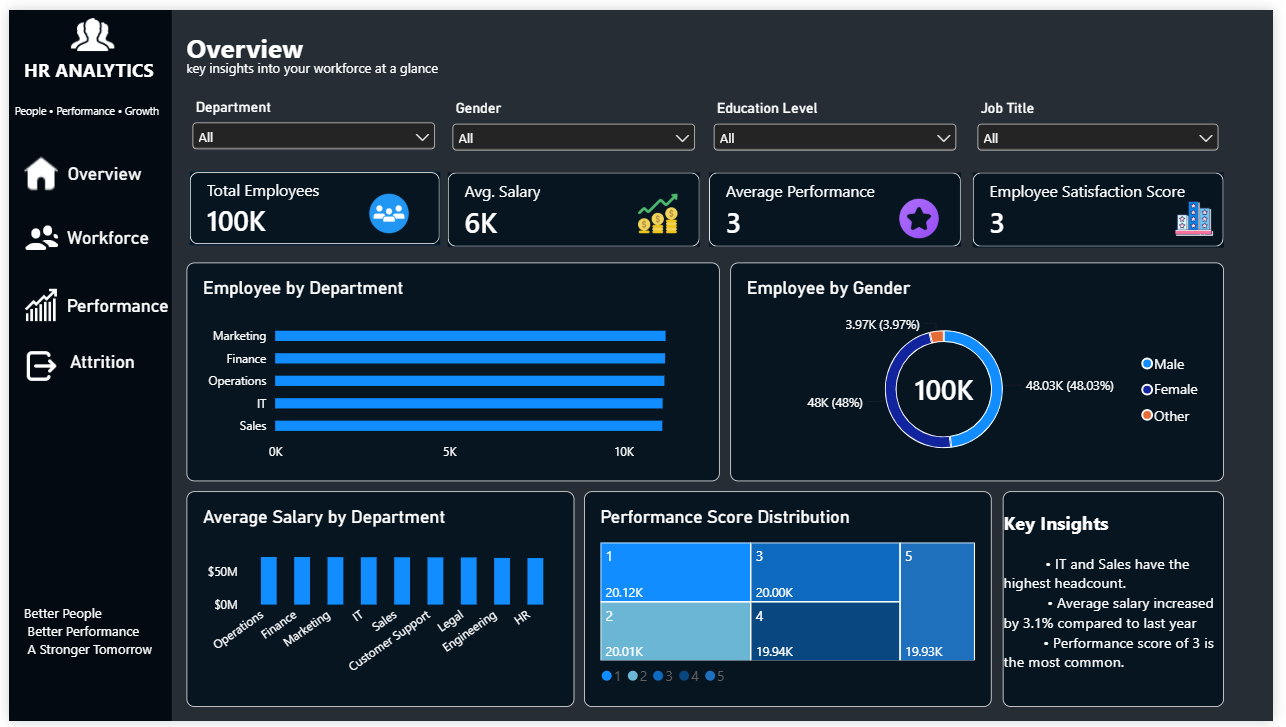 HR ANALYTICS
People • Performance • Growth
Overview
Workforce
Performance
Attrition
Better People
Better Performance
A Stronger Tomorrow
Overview
key insights into your workforce at a glance
Department
All
Gender
All
Education Level
All
Job Title
All
Total Employees
100K
Avg. Salary
6K
Average Performance
3
Employee Satisfaction Score
3
Employee by Department
Marketing
Finance
Operations
IT
Sales
0K 5K 10K
Employee by Gender
3.97K (3.97%)
48K (48%)
100K
48.03K (48.03%)
Male
Female
Other
Average Salary by Department
$50M
$0M
Operations
Finance
Marketing
IT
Sales
Customer Support
Legal
Engineering
HR
Performance Score Distribution
1
20.12K
2
20.01K
3
20.00K
4
19.94K
5
19.93K
1 2 3 4 5
Key Insights
• IT and Sales have the
highest headcount.
• Average salary increased
by 3.1% compared to last year
• Performance score of 3 is
the most common.